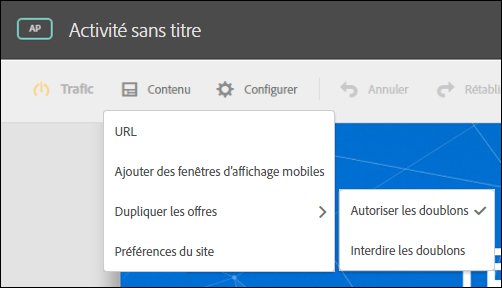 AP Activité sans titre
Trafic Contenu Configurer Annuler Rétabli
URL
Ajouter des fenêtres d'affichage mobiles
Dupliquer les offres
Autoriser les doublons
Interdire les doublons
Préférences du site